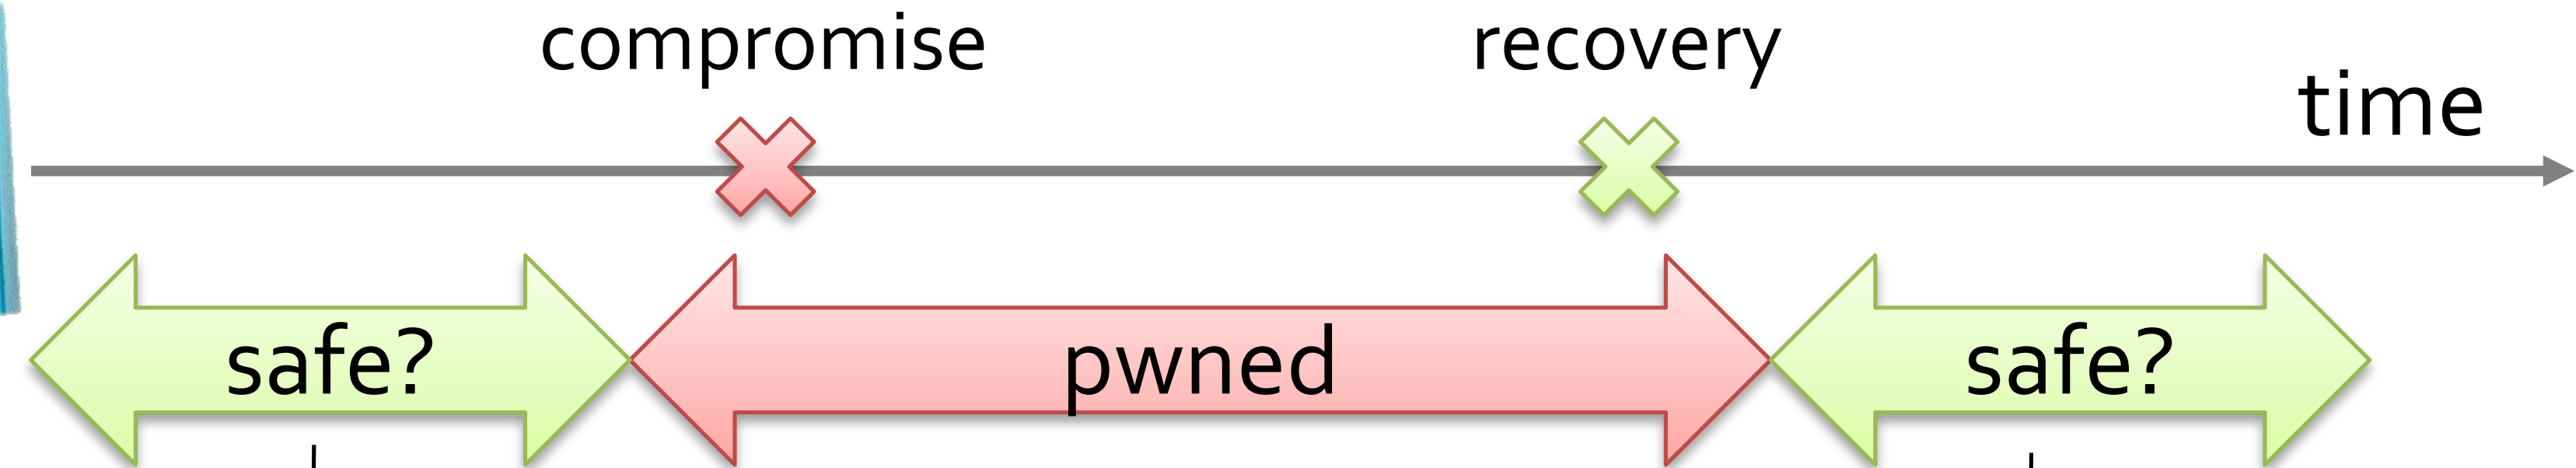 compromise
recovery
time
safe?
pwned
safe?